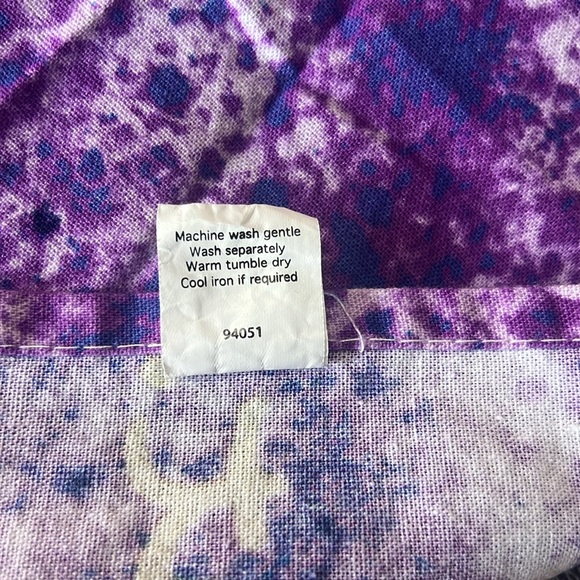 Machine wash gentle
Wash separately
Warm tumble dry
Cool iron if required
94051